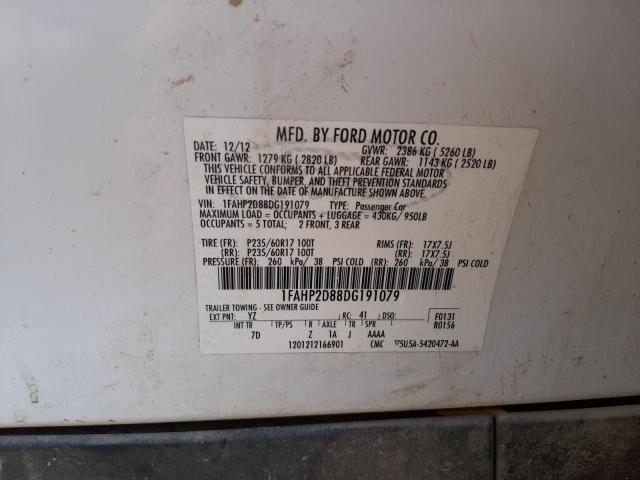 MFD. BY FORD MOTOR CO.
DATE: 12/12 GVWR: 2386 KG ( 5260 LB)
FRONT GAWR: 1279 KG ( 2820 LB) REAR GAWR: 1143 KG ( 2520 LB)
THIS VEHICLE CONFORMS TO ALL APPLICABLE FEDERAL MOTOR
VEHICLE SAFETY, BUMPER, AND THEFT PREVENTION STANDARDS
IN EFFECT ON THE DATE OF MANUFACTURE SHOWN ABOVE.
VIN: 1FAHP2D88DG191079 TYPE: Passenger Car
MAXIMUM LOAD = OCCUPANTS + LUGGAGE = 430KG/ 950LB
OCCUPANTS = 5 TOTAL; 2 FRONT, 3 REAR
TIRE (FR): P235/60R17 100T RIMS (FR): 17X7.5J
(RR): P235/60R17 100T (RR): 17X7.5J
PRESSURE (FR): 260 kPa/ 38 PSI COLD (RR): 260 kPa/ 38 PSI COLD
1FAHP2D88DG191079
TRAILER TOWING - SEE OWNER GUIDE
EXT PNT: YZ RC: 41 DSO: F0131
INT TR TP/PS R AXLE TR SPR R0156
7D Z 1A J AAAA
1201212166901 CMC ▽5U5A-5420472-AA